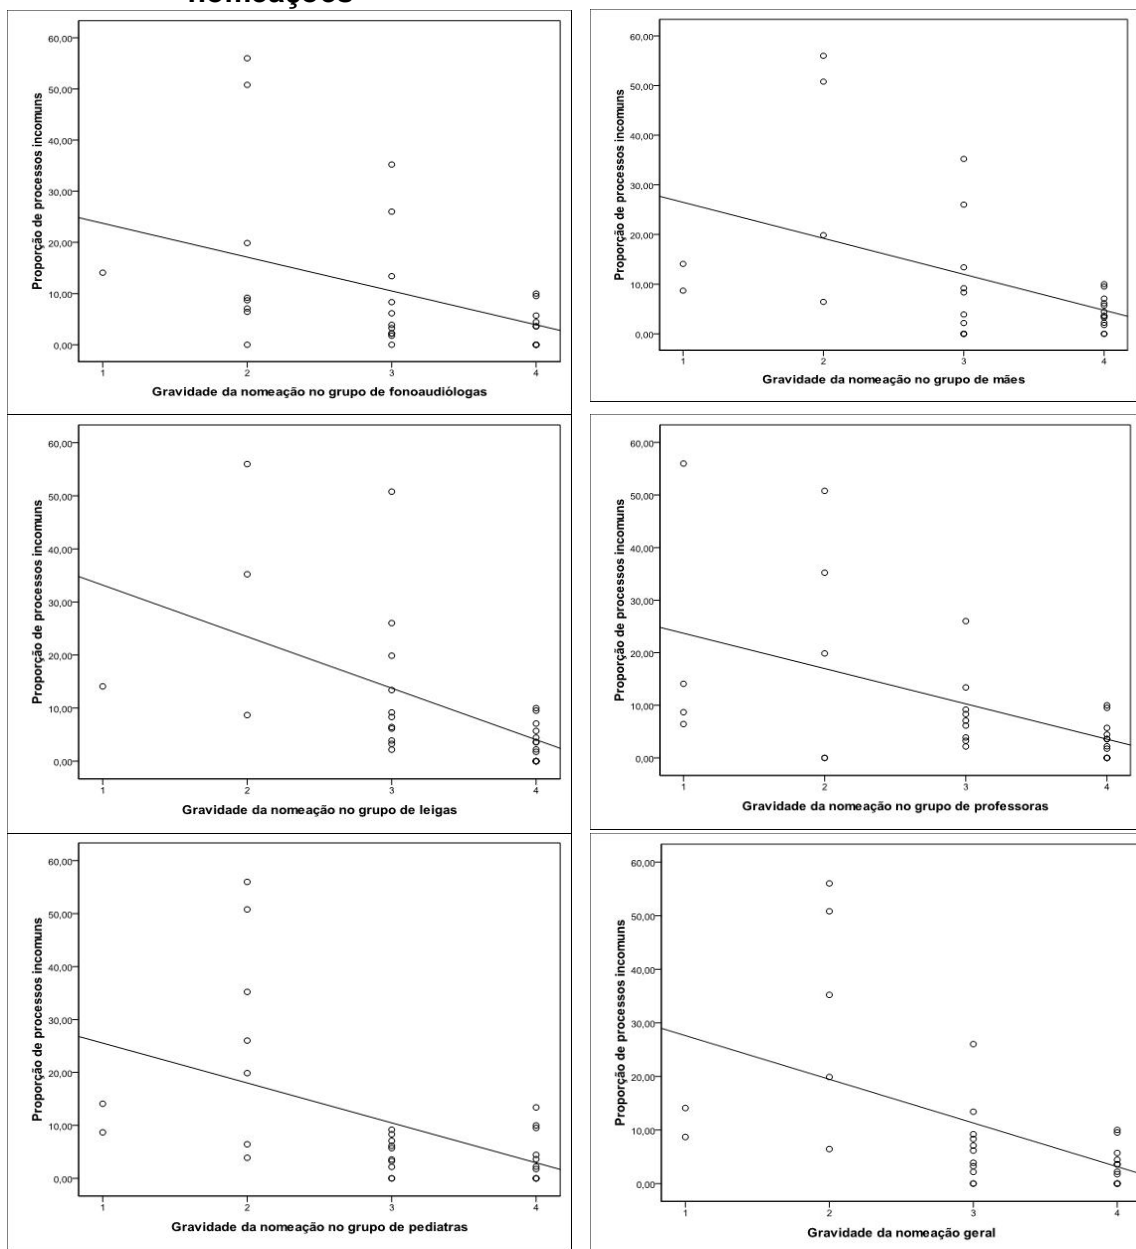 nomeações
Proporção de processos incomuns
60,00
50,00
40,00
30,00
20,00
10,00
0,00
1 2 3 4
Gravidade da nomeação no grupo de fonoaudiólogas
Proporção de processos incomuns
60,00
50,00
40,00
30,00
20,00
10,00
0,00
1 2 3 4
Gravidade da nomeação no grupo de mães
Proporção de processos incomuns
60,00
50,00
40,00
30,00
20,00
10,00
0,00
1 2 3 4
Gravidade da nomeação no grupo de leigas
Proporção de processos incomuns
60,00
50,00
40,00
30,00
20,00
10,00
0,00
1 2 3 4
Gravidade da nomeação no grupo de professoras
Proporção de processos incomuns
60,00
50,00
40,00
30,00
20,00
10,00
0,00
1 2 3 4
Gravidade da nomeação no grupo de pediatras
Proporção de processos incomuns
60,00
50,00
40,00
30,00
20,00
10,00
0,00
1 2 3 4
Gravidade da nomeação geral